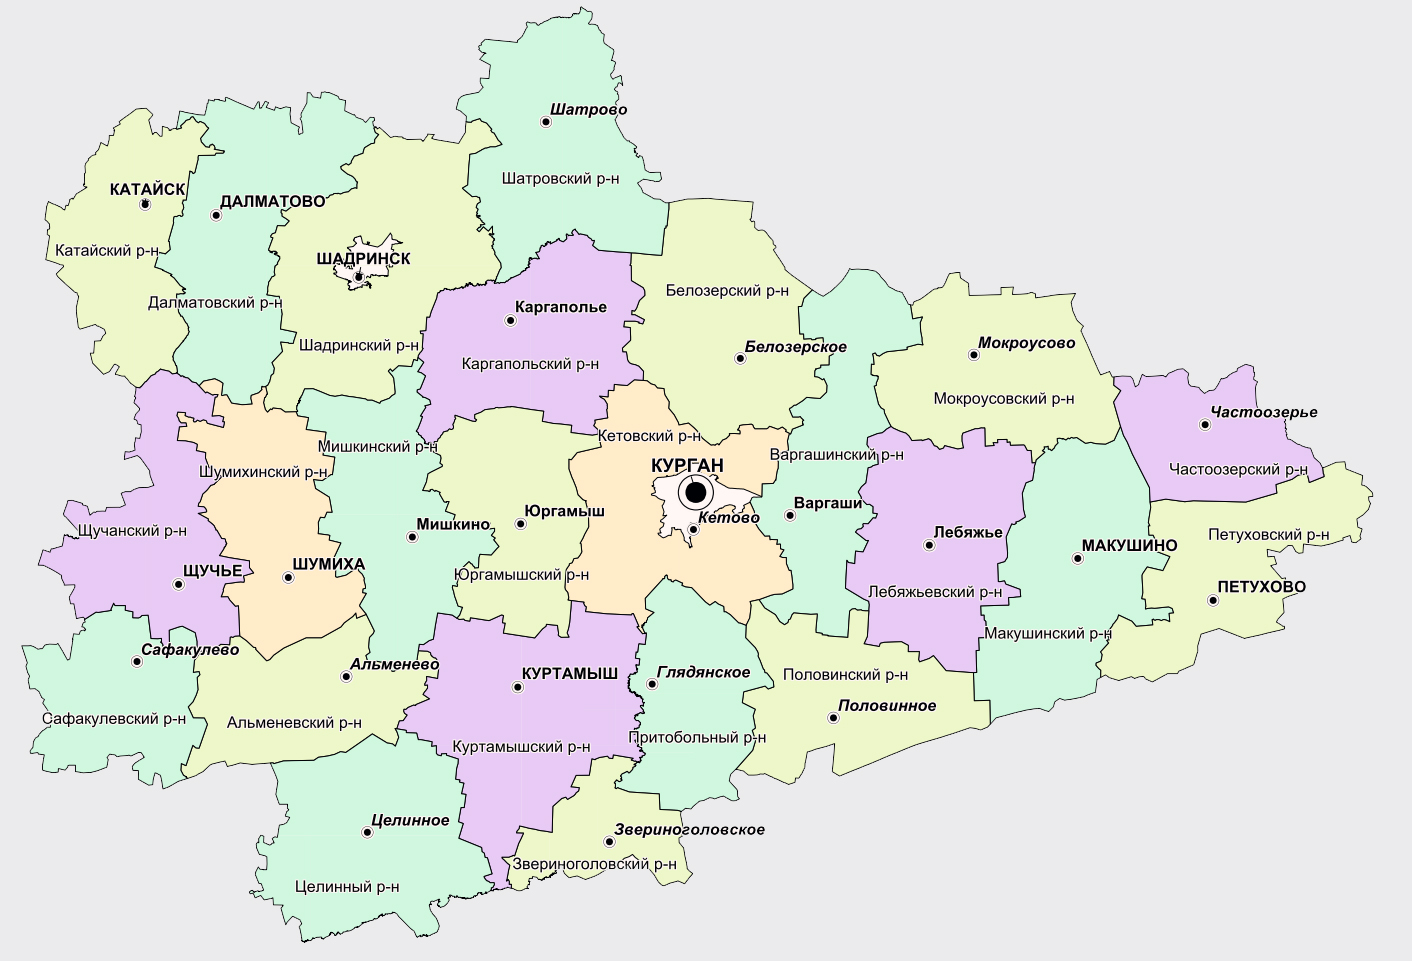 Шатрово
Шатровский р-н
КАТАЙСК
ДАЛМАТОВО
Катайский р-н
ШАДРИНСК
Далматовский р-н
Шадринский р-н
Каргаполье
Каргапольский р-н
Белозерский р-н
Белозерское
Мокроусово
Мокроусовский р-н
Частоозерье
Частоозерский р-н
Мишкинский р-н
Кетовский р-н
Варгашинский р-н
Шумихинский р-н
КУРГАН
Кетово
Варгаши
Щучанский р-н
Мишкино
Юргамыш
Лебяжье
МАКУШИНО
Петуховский р-н
ЩУЧЬЕ
ШУМИХА
Юргамышский р-н
Лебяжьевский р-н
ПЕТУХОВО
Макушинский р-н
Сафакулево
Альменево
КУРТАМЫШ
Глядянское
Половинский р-н
Половинное
Сафакулевский р-н
Альменевский р-н
Куртамышский р-н
Притобольный р-н
Целинное
Звериноголовское
Звериноголовский р-н
Целинный р-н